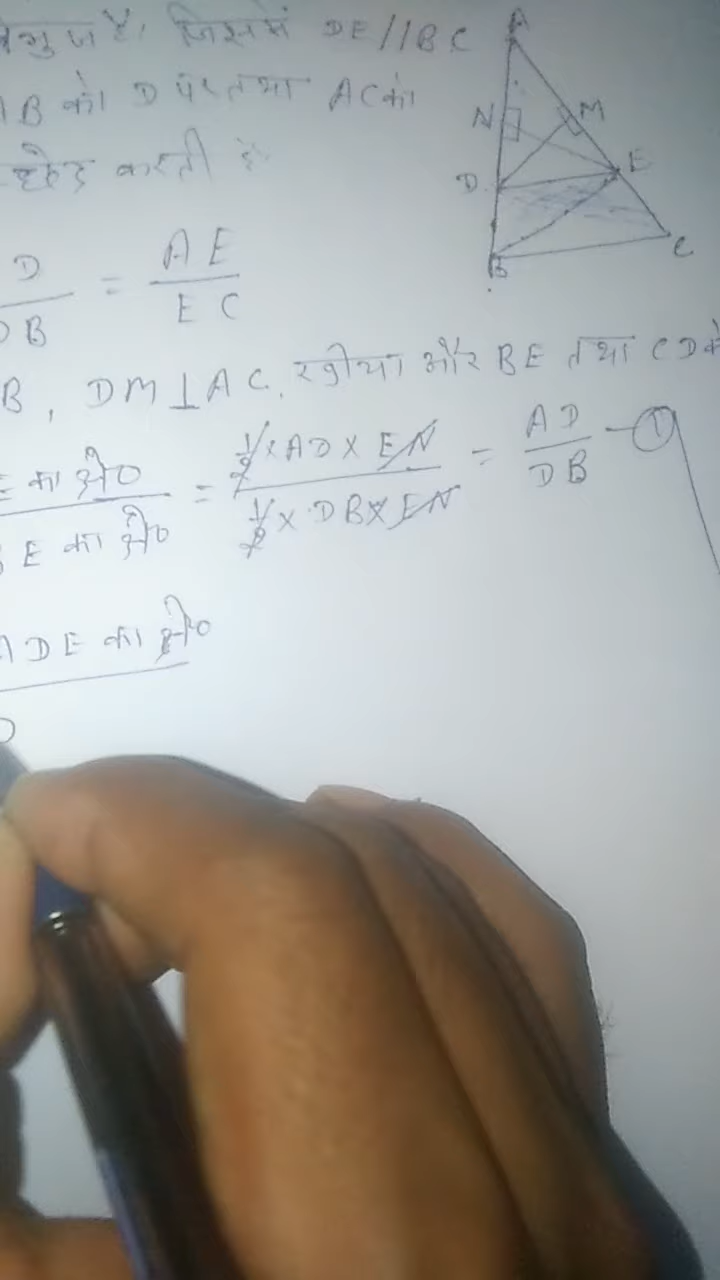 जिसमें DE//BC
AB को D पर तथा AC को
छेद करती है
D/DB = AE/EC
B, DM⊥AC, खींचा और BE तथा CD को
E का क्षे०/E का क्षे० = ½×AD×EN/½×DB×EN = AD/DB —①
ADE का क्षे०
A
N
M
D
E
B
C